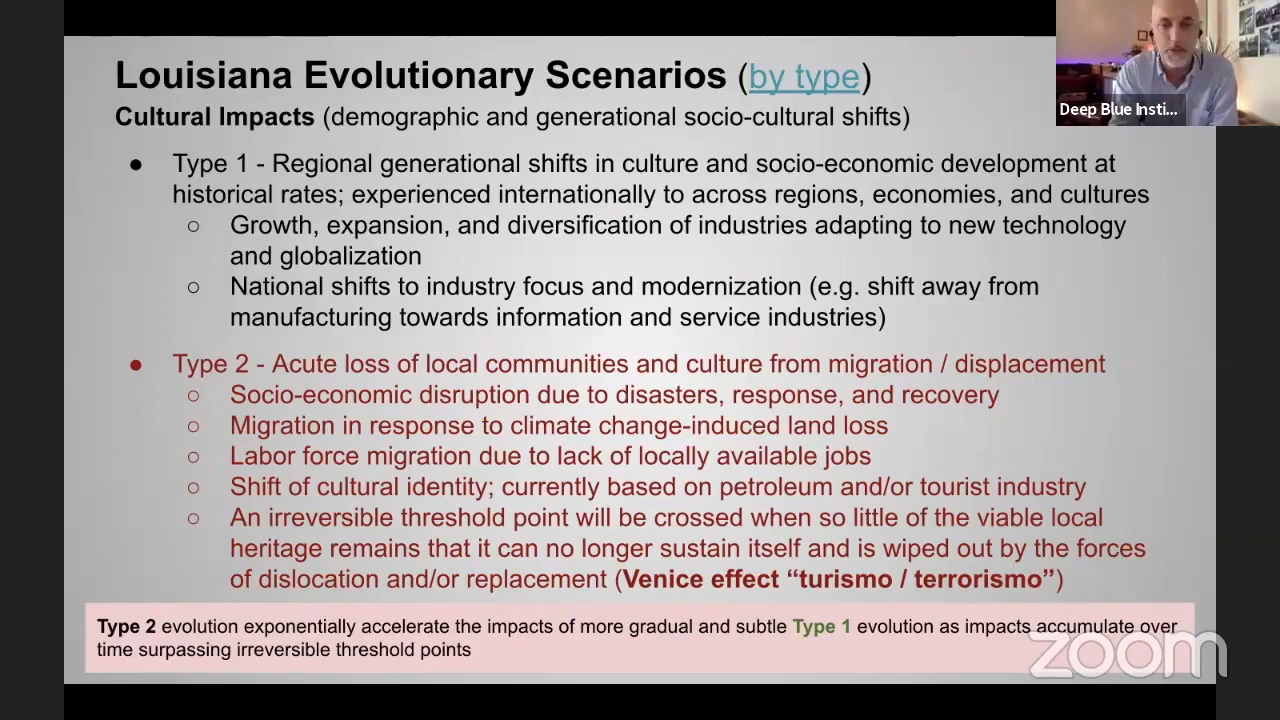 Louisiana Evolutionary Scenarios (by type)
Deep Blue Insti...
Cultural Impacts (demographic and generational socio-cultural shifts)
● Type 1 - Regional generational shifts in culture and socio-economic development at
historical rates; experienced internationally to across regions, economies, and cultures
○ Growth, expansion, and diversification of industries adapting to new technology
and globalization
○ National shifts to industry focus and modernization (e.g. shift away from
manufacturing towards information and service industries)
● Type 2 - Acute loss of local communities and culture from migration / displacement
○ Socio-economic disruption due to disasters, response, and recovery
○ Migration in response to climate change-induced land loss
○ Labor force migration due to lack of locally available jobs
○ Shift of cultural identity; currently based on petroleum and/or tourist industry
○ An irreversible threshold point will be crossed when so little of the viable local
heritage remains that it can no longer sustain itself and is wiped out by the forces
of dislocation and/or replacement (Venice effect “turismo / terrorismo”)
Type 2 evolution exponentially accelerate the impacts of more gradual and subtle Type 1 evolution as impacts accumulate over
time surpassing irreversible threshold points
zoom